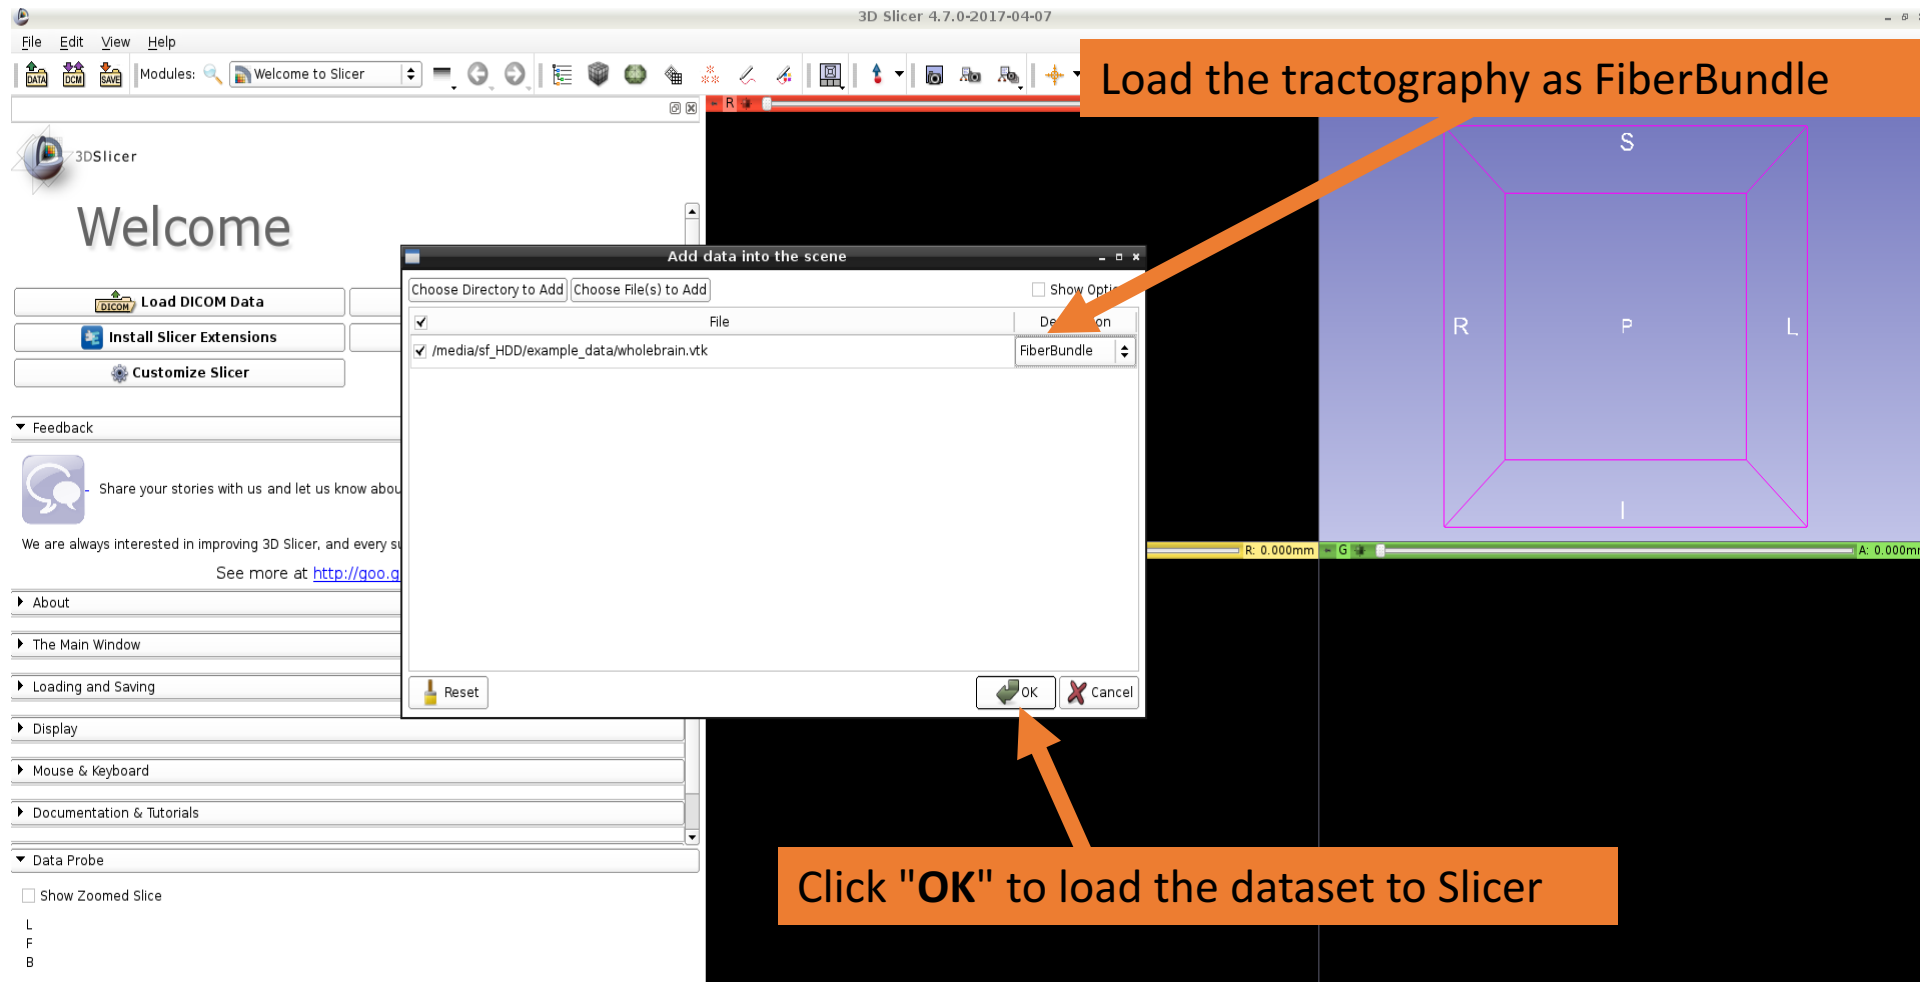 3D Slicer 4.7.0-2017-04-07
File Edit View Help
DATA DCM SAVE Modules: Welcome to Slicer
Load the tractography as FiberBundle
R
3DSlicer
Welcome
S
R P L
I
Add data into the scene
Choose Directory to Add Choose File(s) to Add
File
/media/sf_HDD/example_data/wholebrain.vtk FiberBundle
Reset OK Cancel
DICOM Load DICOM Data
Install Slicer Extensions
Customize Slicer
Feedback
Share your stories with us and let us know abou
We are always interested in improving 3D Slicer, and every
See more at http://goo.g
R: 0.000mm G A: 0.000m
About
The Main Window
Loading and Saving
Display
Mouse & Keyboard
Documentation & Tutorials
Data Probe
Show Zoomed Slice
L
F
B
Click "OK" to load the dataset to Slicer